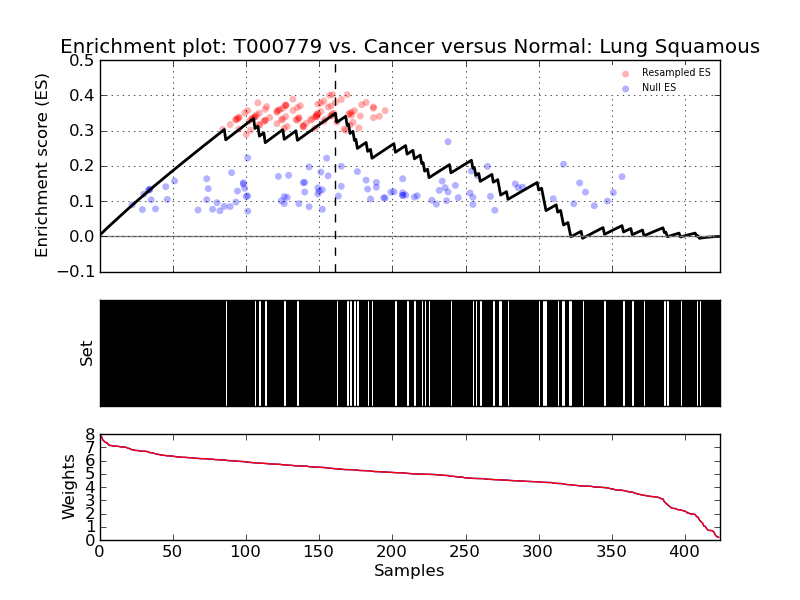 Enrichment plot: T000779 vs. Cancer versus Normal: Lung Squamous
0.5
0.4
0.3
0.2
0.1
0.0
−0.1
Enrichment score (ES)
Resampled ES
Null ES
Set
8
7
6
5
4
3
2
1
0
Weights
0 50 100 150 200 250 300 350 400
Samples